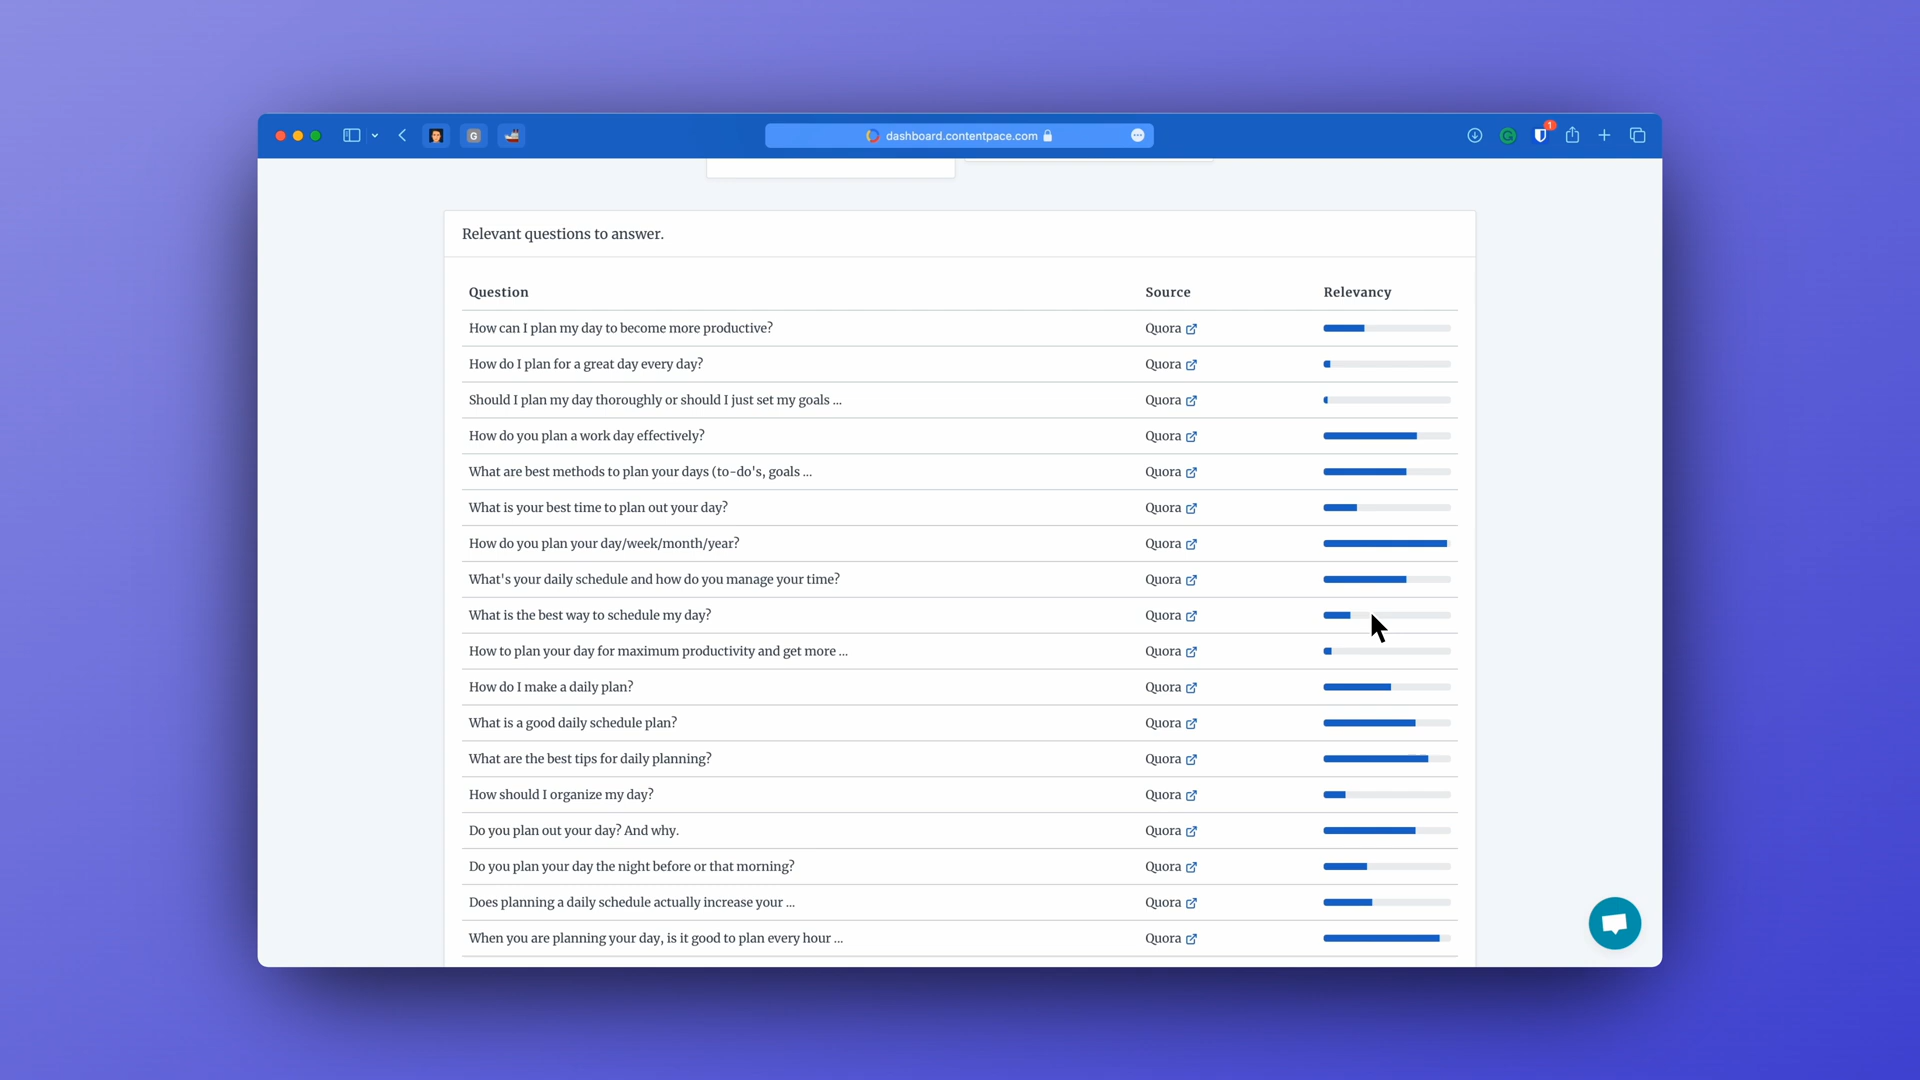 G
dashboard.contentpace.com
1
Relevant questions to answer.
Question Source Relevancy
How can I plan my day to become more productive? Quora
How do I plan for a great day every day? Quora
Should I plan my day thoroughly or should I just set my goals ... Quora
How do you plan a work day effectively? Quora
What are best methods to plan your days (to-do's, goals ... Quora
What is your best time to plan out your day? Quora
How do you plan your day/week/month/year? Quora
What's your daily schedule and how do you manage your time? Quora
What is the best way to schedule my day? Quora
How to plan your day for maximum productivity and get more ... Quora
How do I make a daily plan? Quora
What is a good daily schedule plan? Quora
What are the best tips for daily planning? Quora
How should I organize my day? Quora
Do you plan out your day? And why. Quora
Do you plan your day the night before or that morning? Quora
Does planning a daily schedule actually increase your ... Quora
When you are planning your day, is it good to plan every hour ... Quora